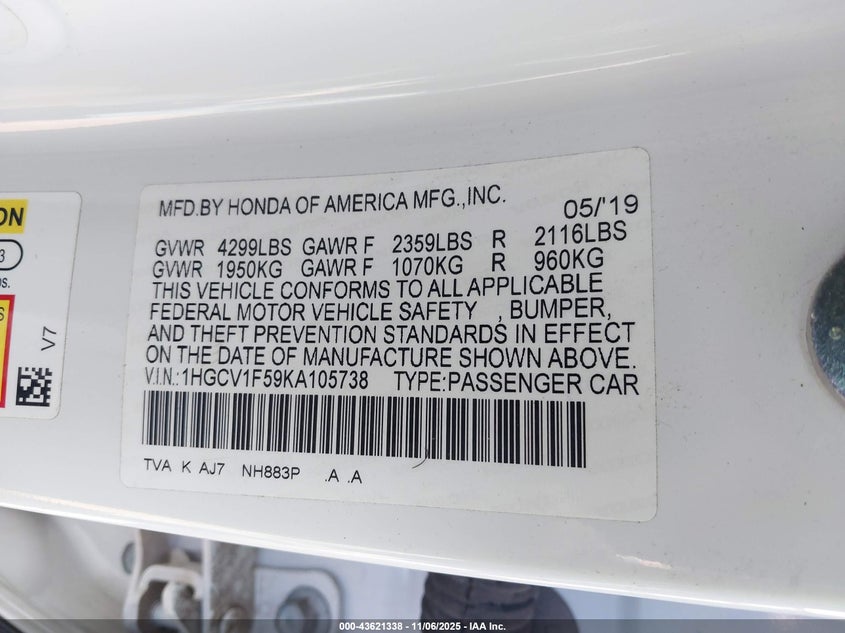 MFD.BY HONDA OF AMERICA MFG.,INC. 05/'19
GVWR 4299LBS GAWR F 2359LBS R 2116LBS
GVWR 1950KG GAWR F 1070KG R 960KG
THIS VEHICLE CONFORMS TO ALL APPLICABLE
FEDERAL MOTOR VEHICLE SAFETY , BUMPER,
AND THEFT PREVENTION STANDARDS IN EFFECT
ON THE DATE OF MANUFACTURE SHOWN ABOVE.
V.I.N.:1HGCV1F59KA105738 TYPE:PASSENGER CAR
TVA K AJ7 NH883P .A .A
ON
3
os.
S
V7
000-43621338 - 11/06/2025 - IAA Inc.